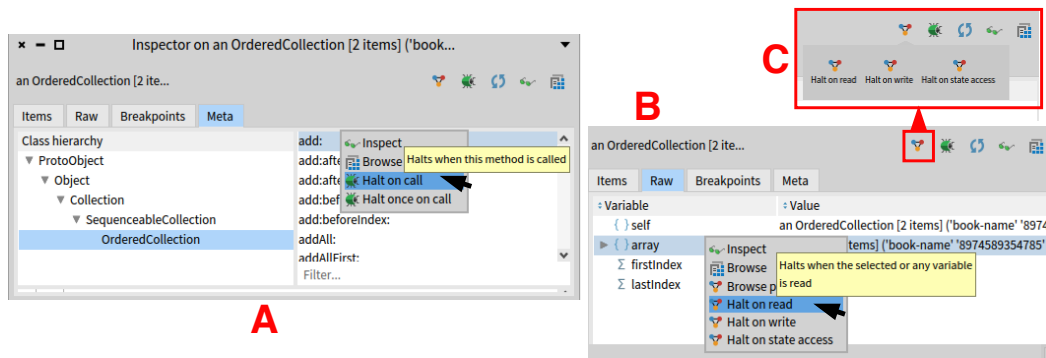 Inspector on an OrderedCollection [2 items] ('book...
an OrderedCollection [2 ite...
Items Raw Breakpoints Meta
Class hierarchy
ProtoObject
Object
Collection
SequenceableCollection
OrderedCollection
add:
add:afte
add:
add:bef
add:beforeIndex:
addAll:
addAllFirst:
Filter...
Inspect
Browse
Halts when this method is called
Halt on call
Halt once on call
A
B
an OrderedCollection [2 ite...
Items Raw Breakpoints Meta
Variable Value
self an OrderedCollection [2 items] ('book-name' '8974
array tems] ('book-name' '8974589354785'
firstIndex
lastIndex
Inspect
Browse
Browse p
Halts when the selected or any variable
is read
Halt on read
Halt on write
Halt on state access
C
Halt on read Halt on write Halt on state access